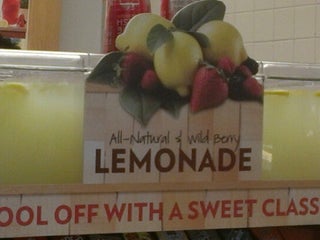 All-Natural & Wild Berry
LEMONADE
OOL OFF WITH A SWEET CLASS